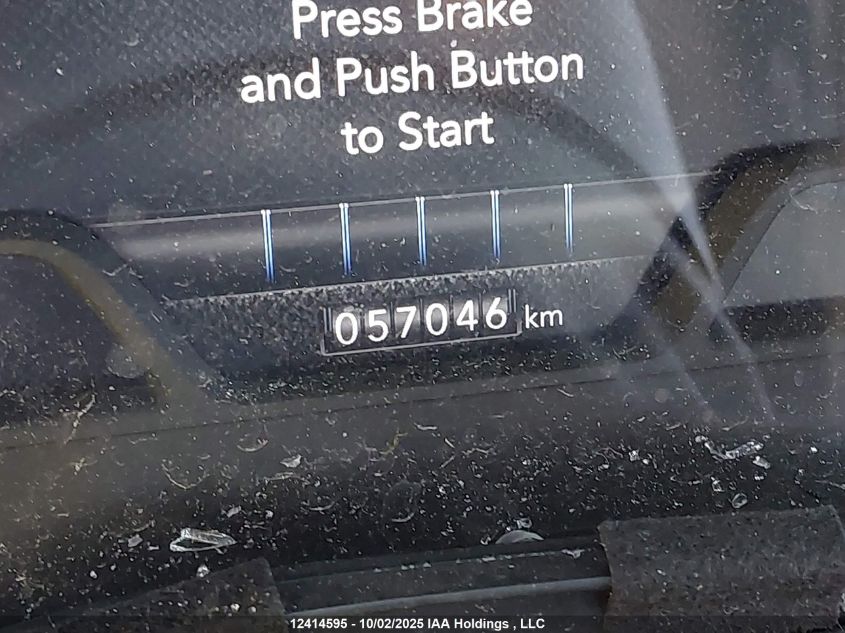 Press Brake
and Push Button
to Start
057046 km
12414595 - 10/02/2025 IAA Holdings , LLC